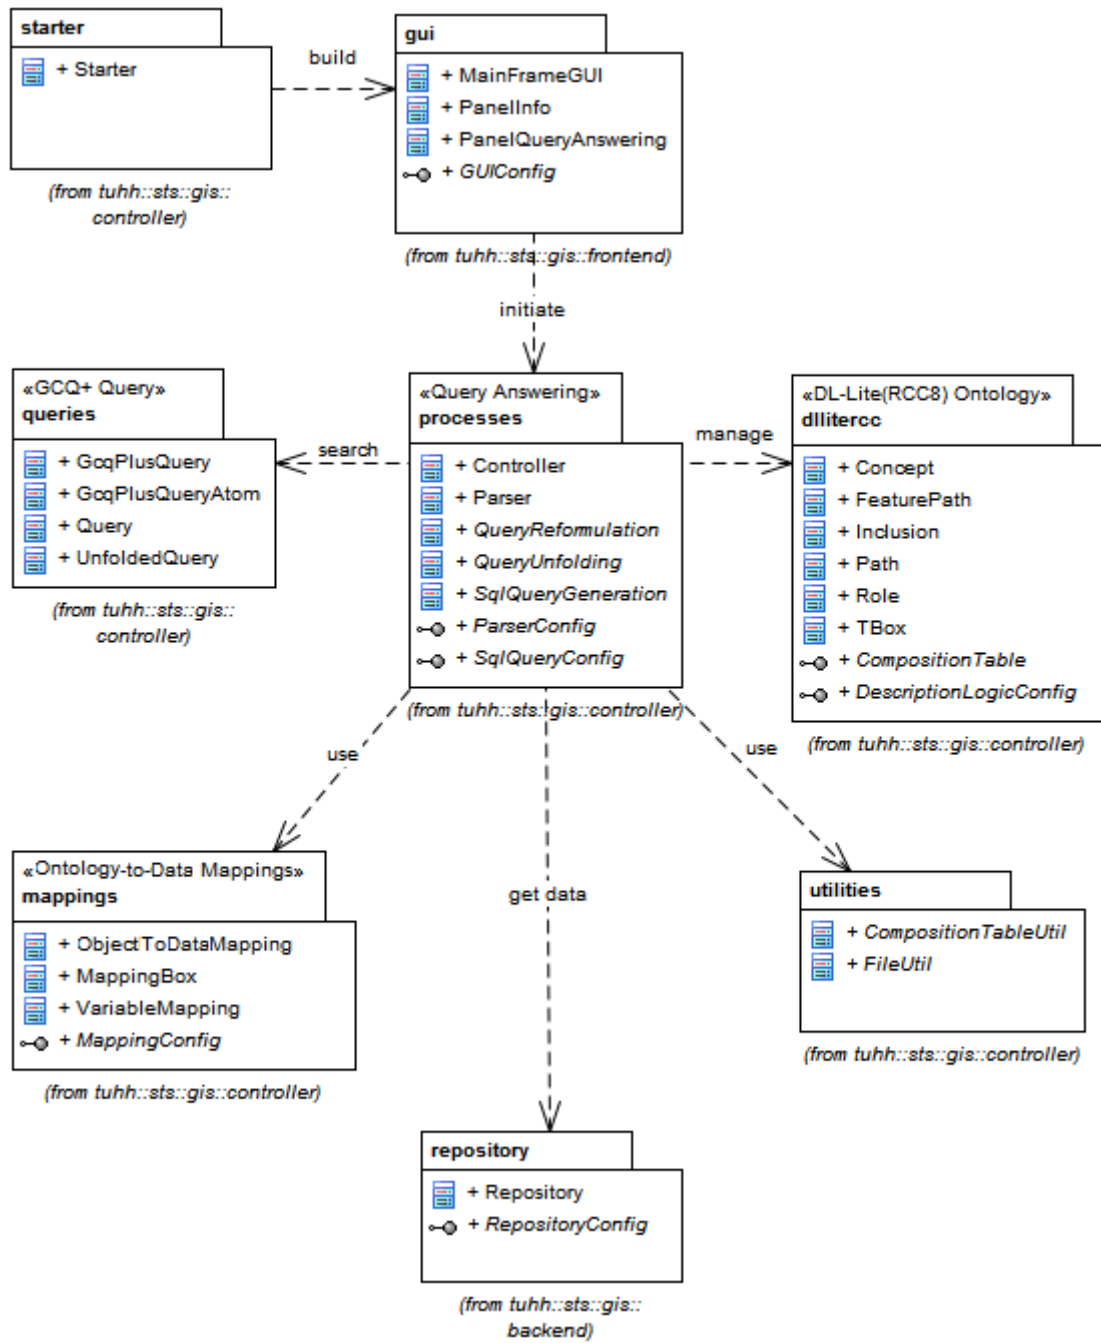 starter
+ Starter
(from tuhh::sts::gis::
controller)
build
gui
+ MainFrameGUI
+ PanelInfo
+ PanelQueryAnswering
+ GUIConfig
(from tuhh::sts::gis::frontend)
initiate
«GCQ+ Query»
queries
+ GcqPlusQuery
+ GcqPlusQueryAtom
+ Query
+ UnfoldedQuery
(from tuhh::sts::gis::
controller)
search
«Query Answering»
processes
+ Controller
+ Parser
+ QueryReformulation
+ QueryUnfolding
+ SqlQueryGeneration
+ ParserConfig
+ SqlQueryConfig
(from tuhh::sts::gis::controller)
manage
«DL-Lite(RCC8) Ontology»
dllitercc
+ Concept
+ FeaturePath
+ Inclusion
+ Path
+ Role
+ TBox
+ CompositionTable
+ DescriptionLogicConfig
(from tuhh::sts::gis::controller)
use
get data
use
«Ontology-to-Data Mappings»
mappings
+ ObjectToDataMapping
+ MappingBox
+ VariableMapping
+ MappingConfig
(from tuhh::sts::gis::controller)
utilities
+ CompositionTableUtil
+ FileUtil
(from tuhh::sts::gis::controller)
repository
+ Repository
+ RepositoryConfig
(from tuhh::sts::gis::
backend)